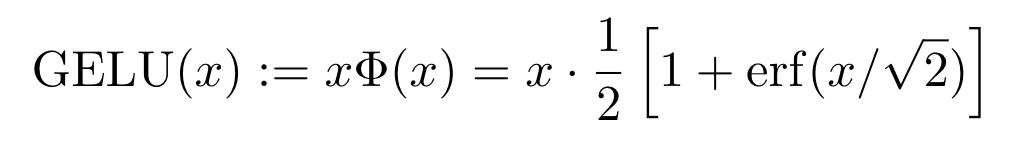 GELU(x) := xΦ(x) = x · 1/2 [1 + erf(x/√2)]